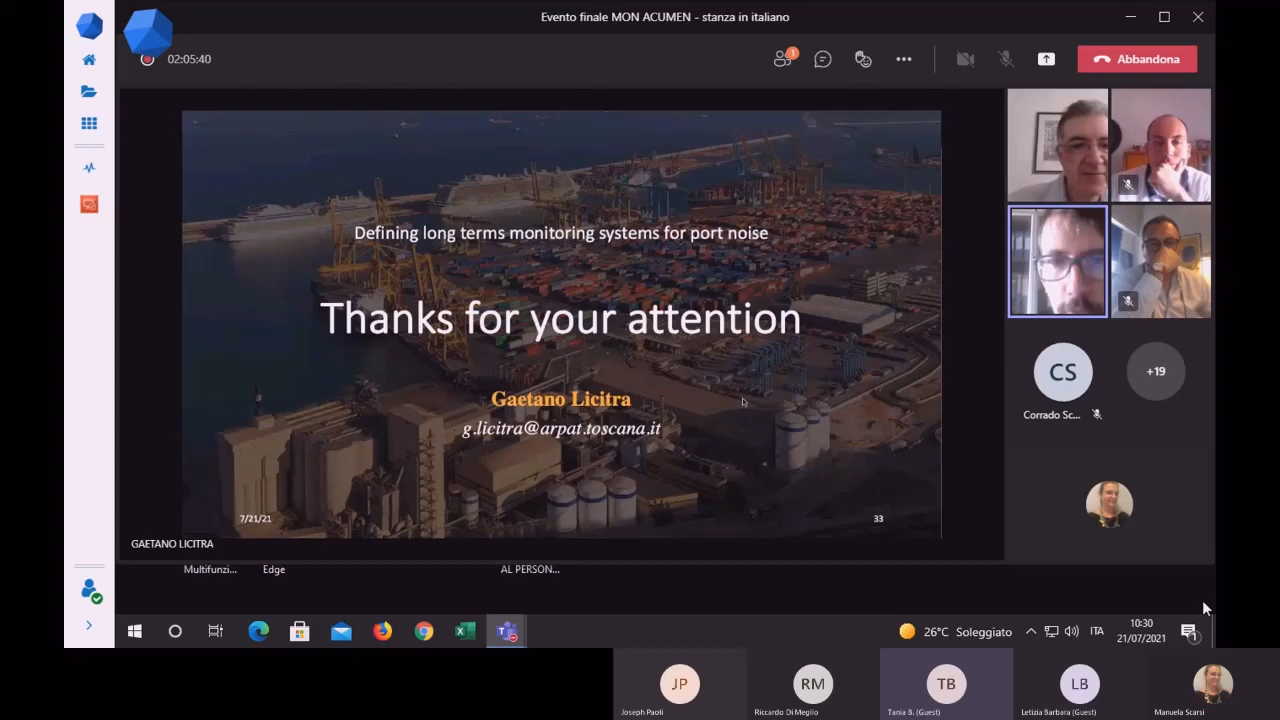 Evento finale MON ACUMEN - stanza in italiano
02:05:40
1
Abbandona
Defining long terms monitoring systems for port noise
Thanks for your attention
Gaetano Licitra
g.licitra@arpat.toscana.it
7/21/21
33
GAETANO LICITRA
CS
+19
Corrado Sc...
Multifunzi...
Edge
AL PERSON...
26°C Soleggiato
ITA
10:30
21/07/2021
1
JP
RM
TB
LB
Joseph Paoli
Riccardo Di Meglio
Tania B. (Guest)
Letizia Barbara (Guest)
Manuela Scarsi